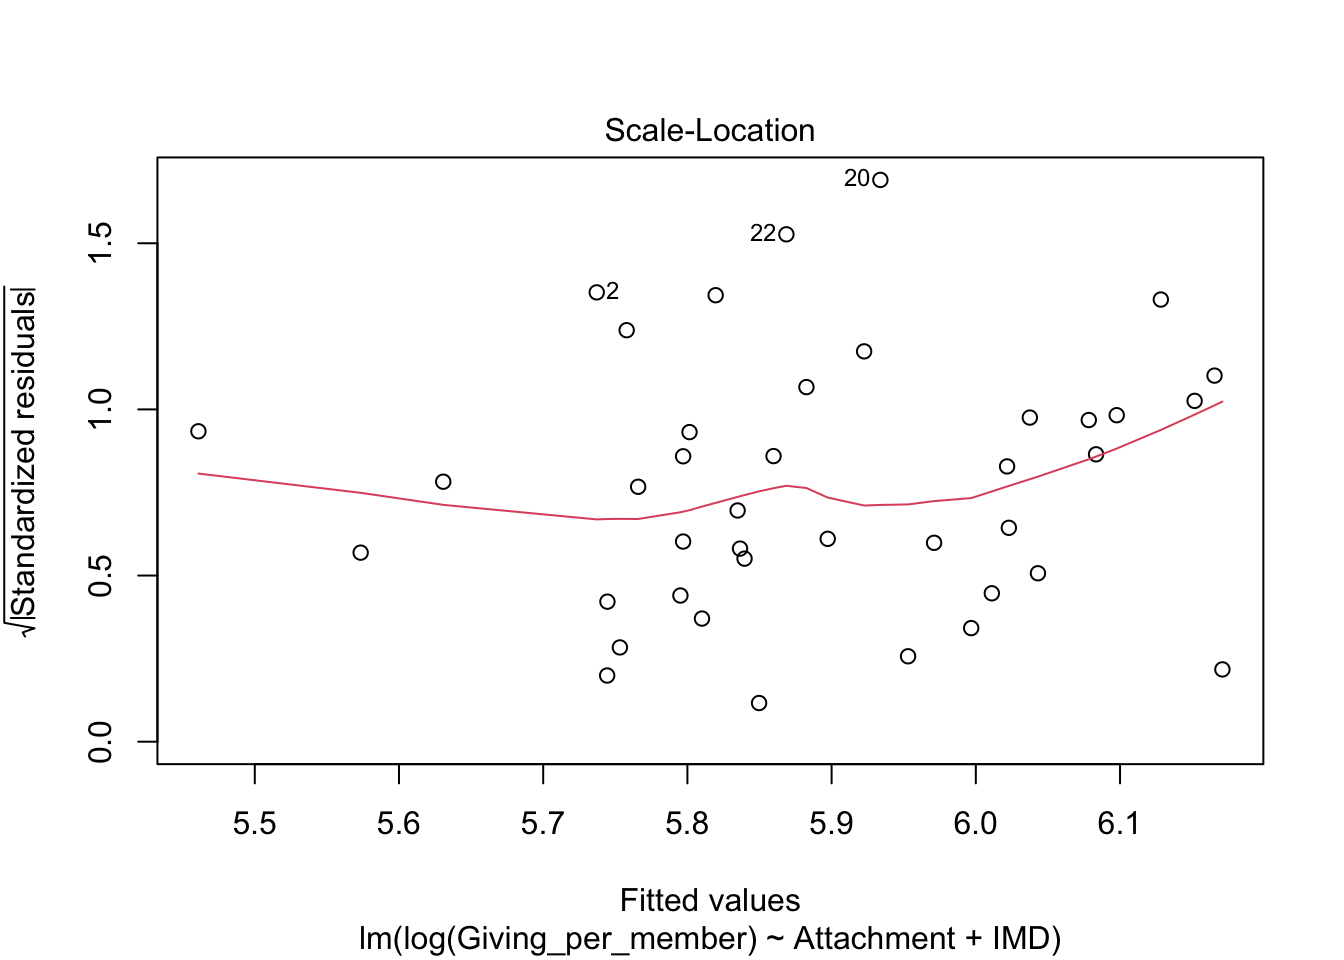 Scale-Location
√|Standardized residuals|
1.5
1.0
0.5
0.0
20
22
2
5.5 5.6 5.7 5.8 5.9 6.0 6.1
Fitted values
lm(log(Giving_per_member) ~ Attachment + IMD)